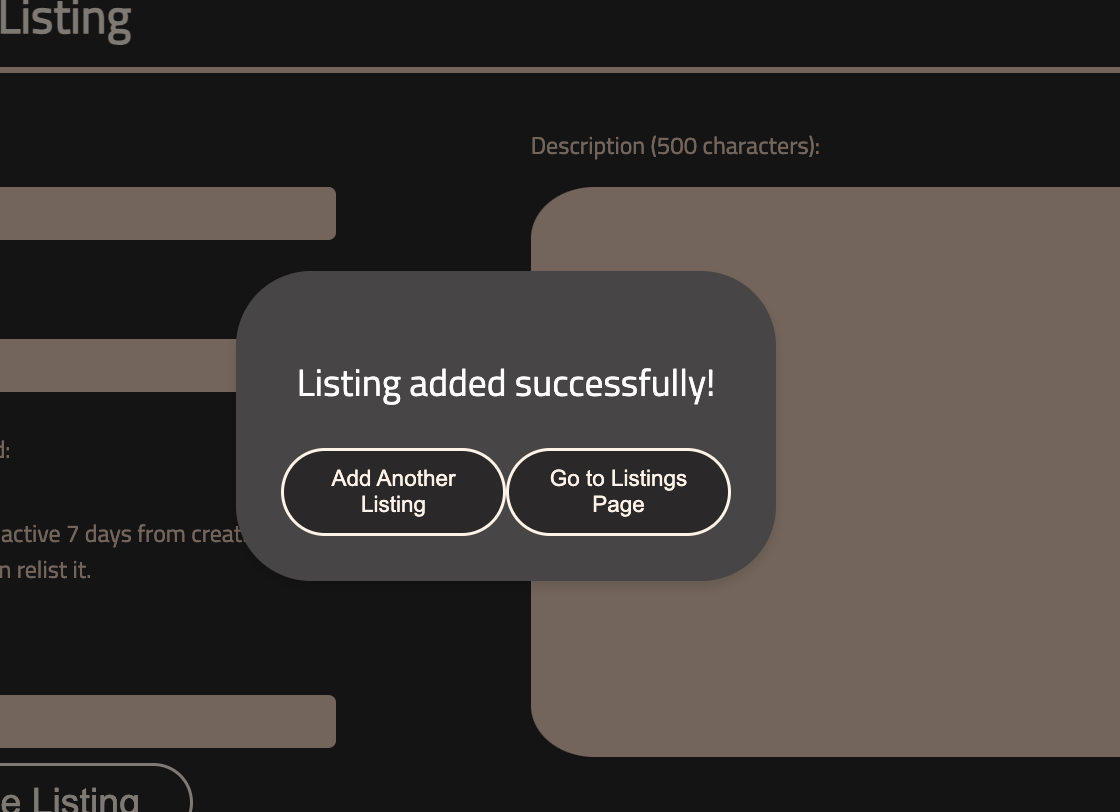 Listing
Description (500 characters):
Listing added successfully!
Add Another
Listing
Go to Listings
Page
d:
active 7 days from creat
n relist it.
e Listing